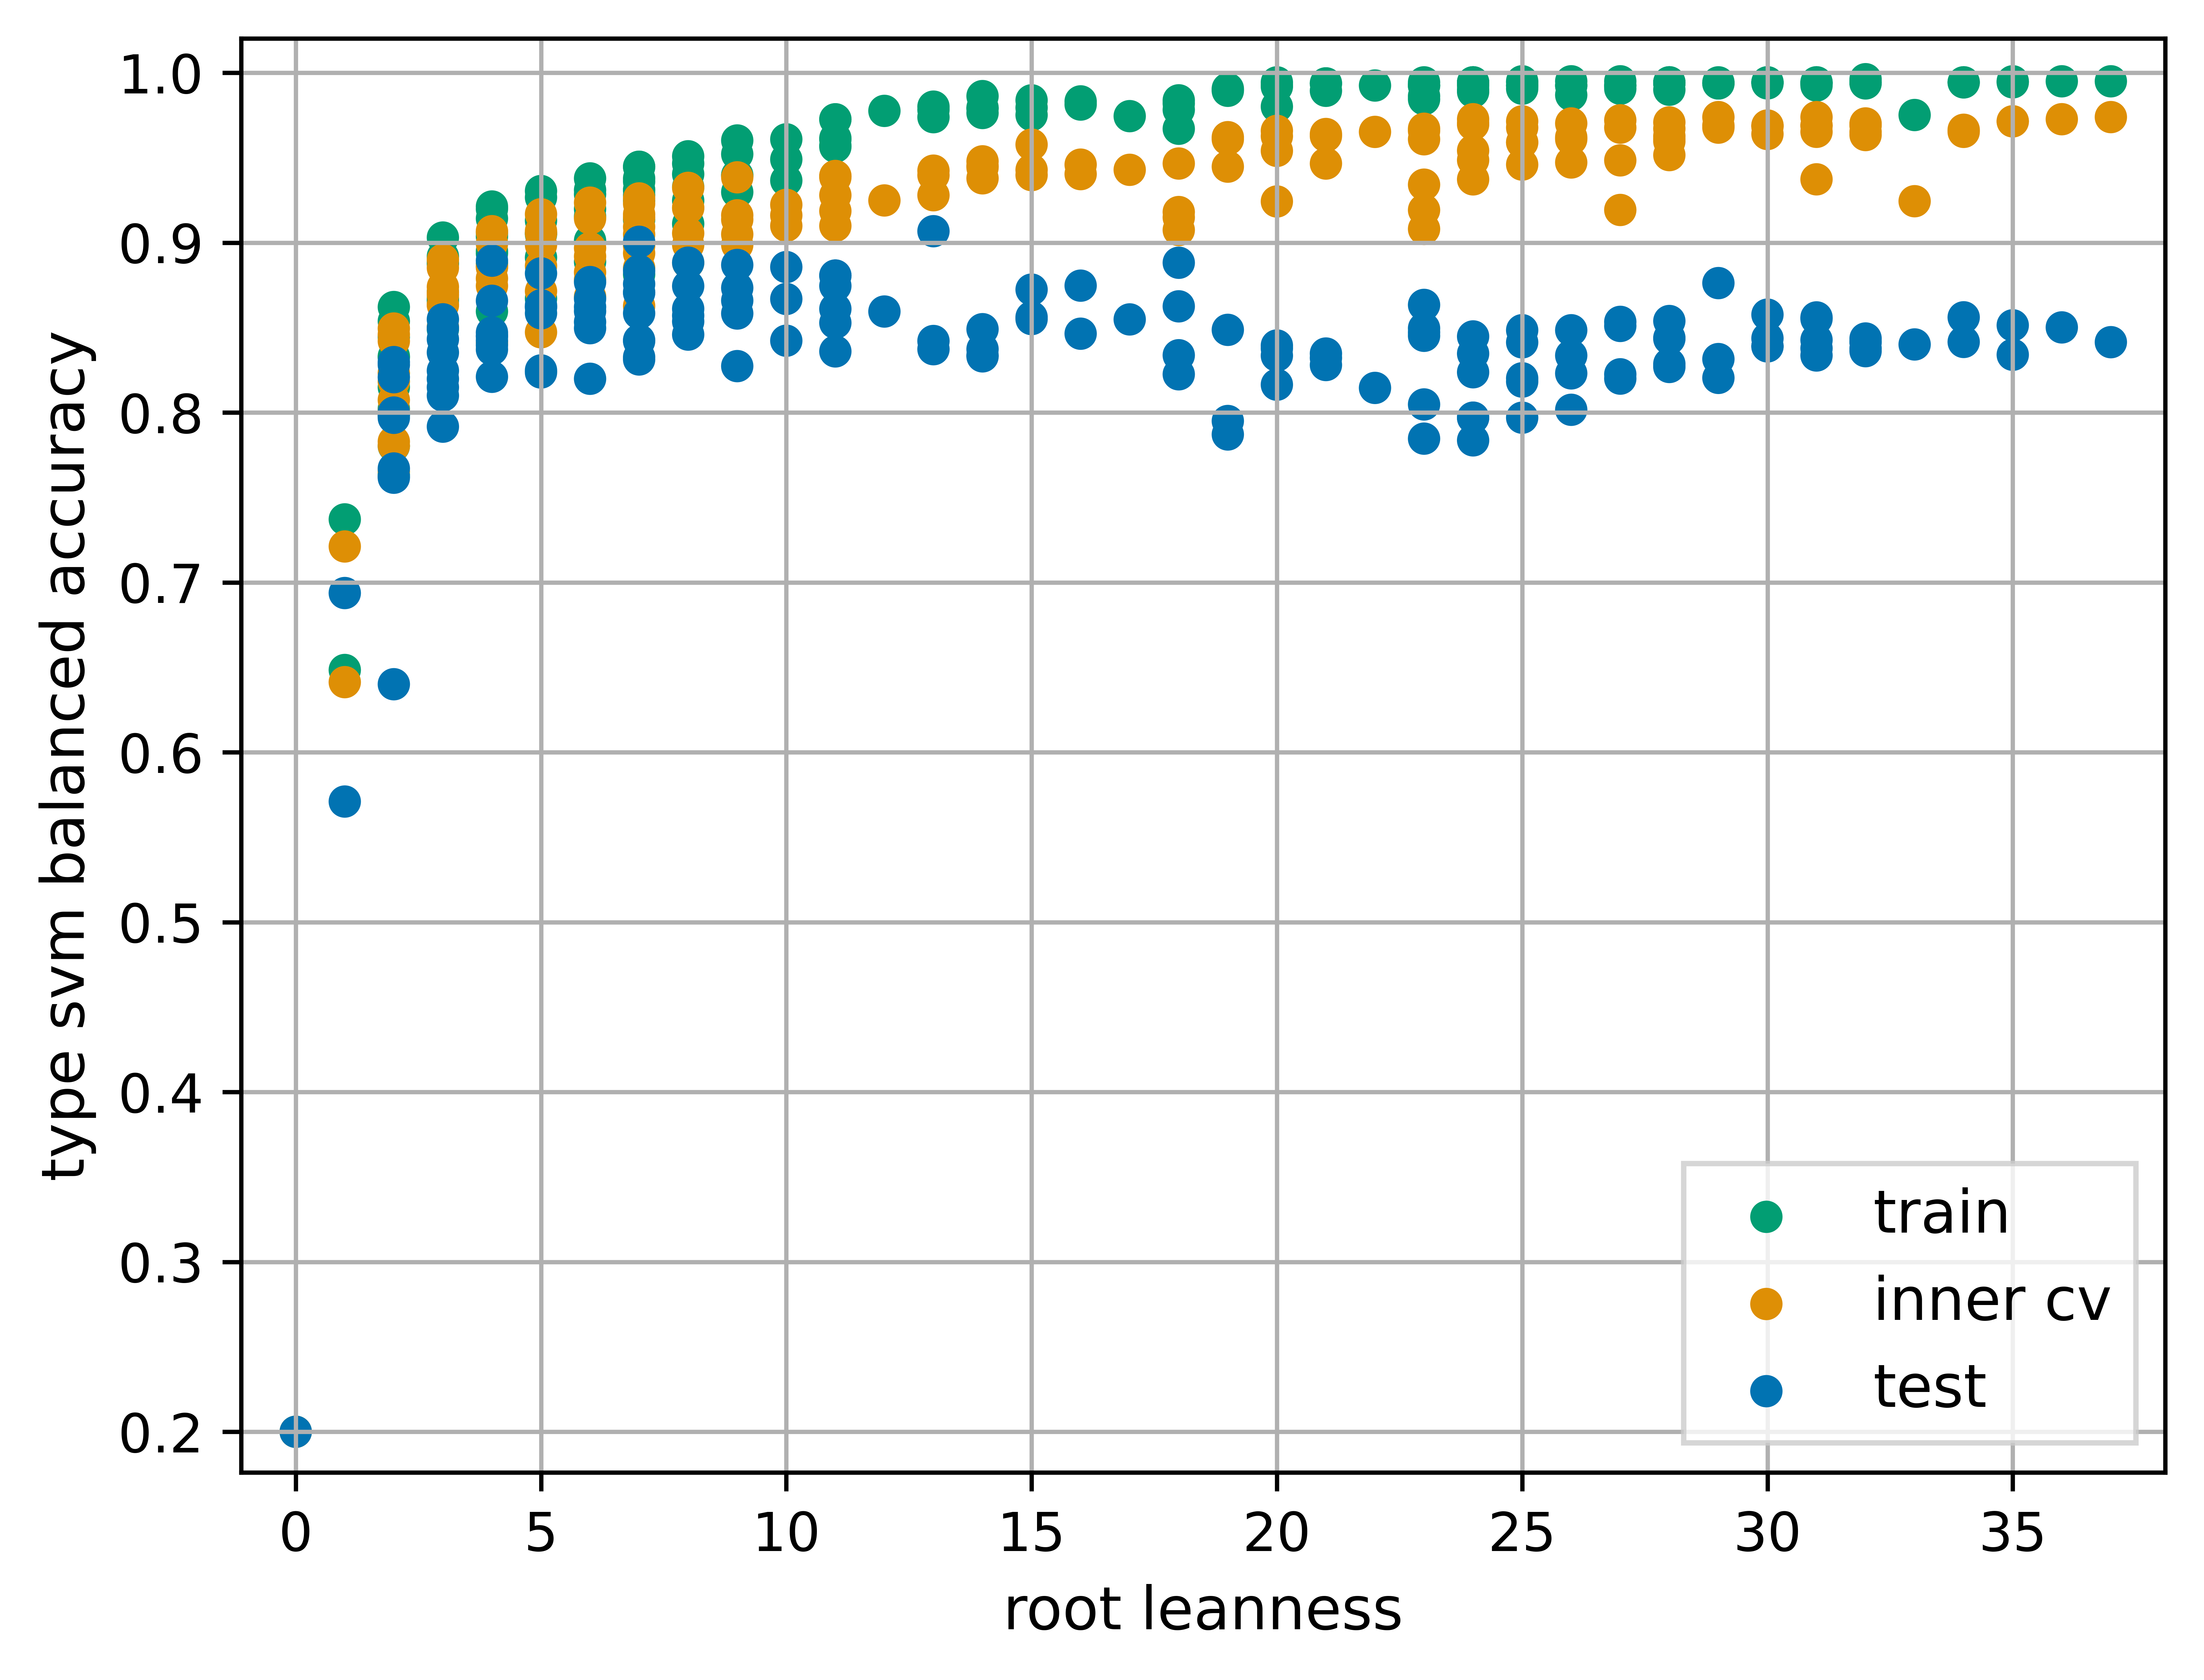 type svm balanced accuracy
1.0
0.9
0.8
0.7
0.6
0.5
0.4
0.3
0.2
train
inner cv
test
0 5 10 15 20 25 30 35
root leanness